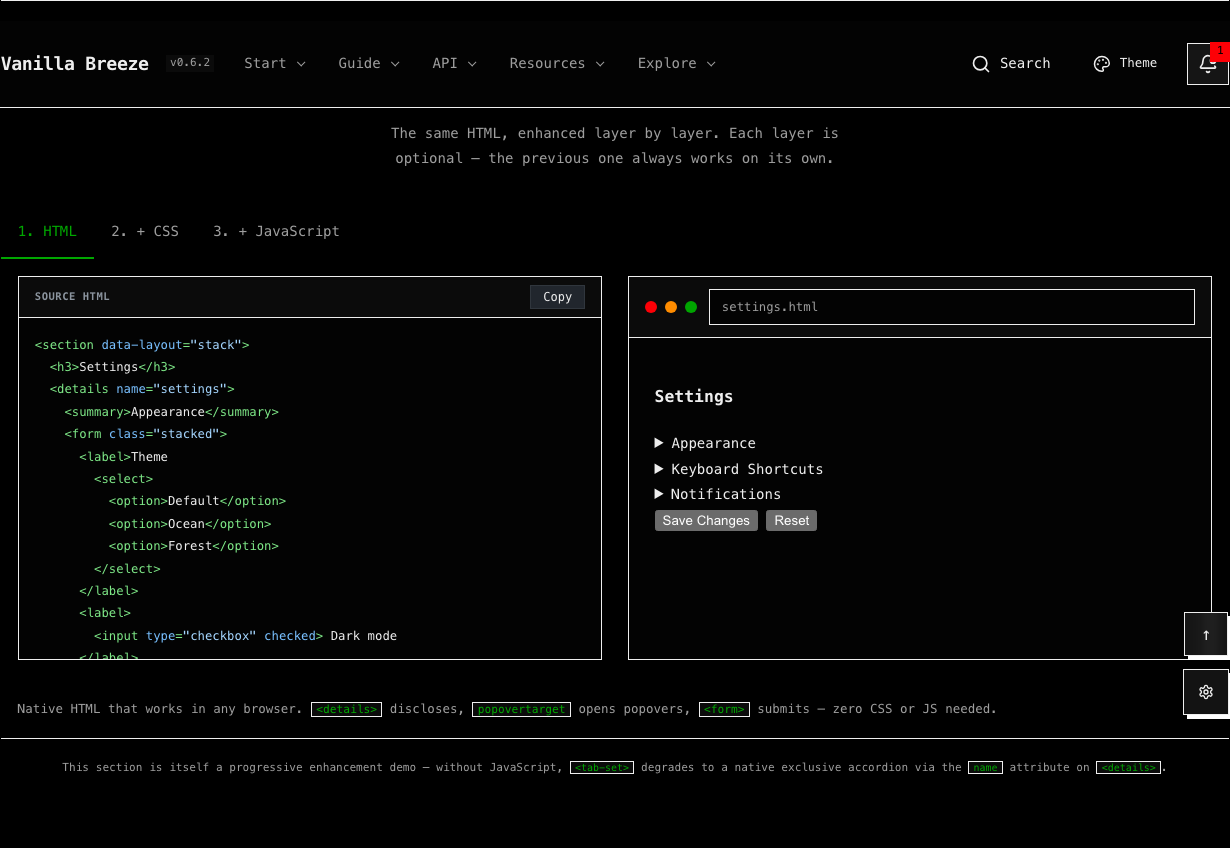 Vanilla Breeze v0.6.2 Start Guide API Resources Explore Search Theme 1
The same HTML, enhanced layer by layer. Each layer is
optional — the previous one always works on its own.
1. HTML 2. + CSS 3. + JavaScript
SOURCE HTML Copy
<section data-layout="stack">
<h3>Settings</h3>
<details name="settings">
<summary>Appearance</summary>
<form class="stacked">
<label>Theme
<select>
<option>Default</option>
<option>Ocean</option>
<option>Forest</option>
</select>
</label>
<label>
<input type="checkbox" checked> Dark mode
</label>
settings.html
Settings
▶ Appearance
▶ Keyboard Shortcuts
▶ Notifications
Save Changes Reset
↑
Native HTML that works in any browser. <details> discloses, popovertarget opens popovers, <form> submits — zero CSS or JS needed.
This section is itself a progressive enhancement demo — without JavaScript, <tab-set> degrades to a native exclusive accordion via the name attribute on <details>.